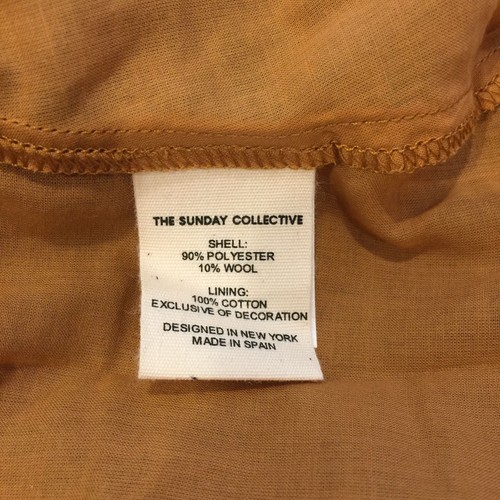 THE SUNDAY COLLECTIVE
SHELL:
90% POLYESTER
10% WOOL
LINING:
100% COTTON
EXCLUSIVE OF DECORATION
DESIGNED IN NEW YORK
MADE IN SPAIN